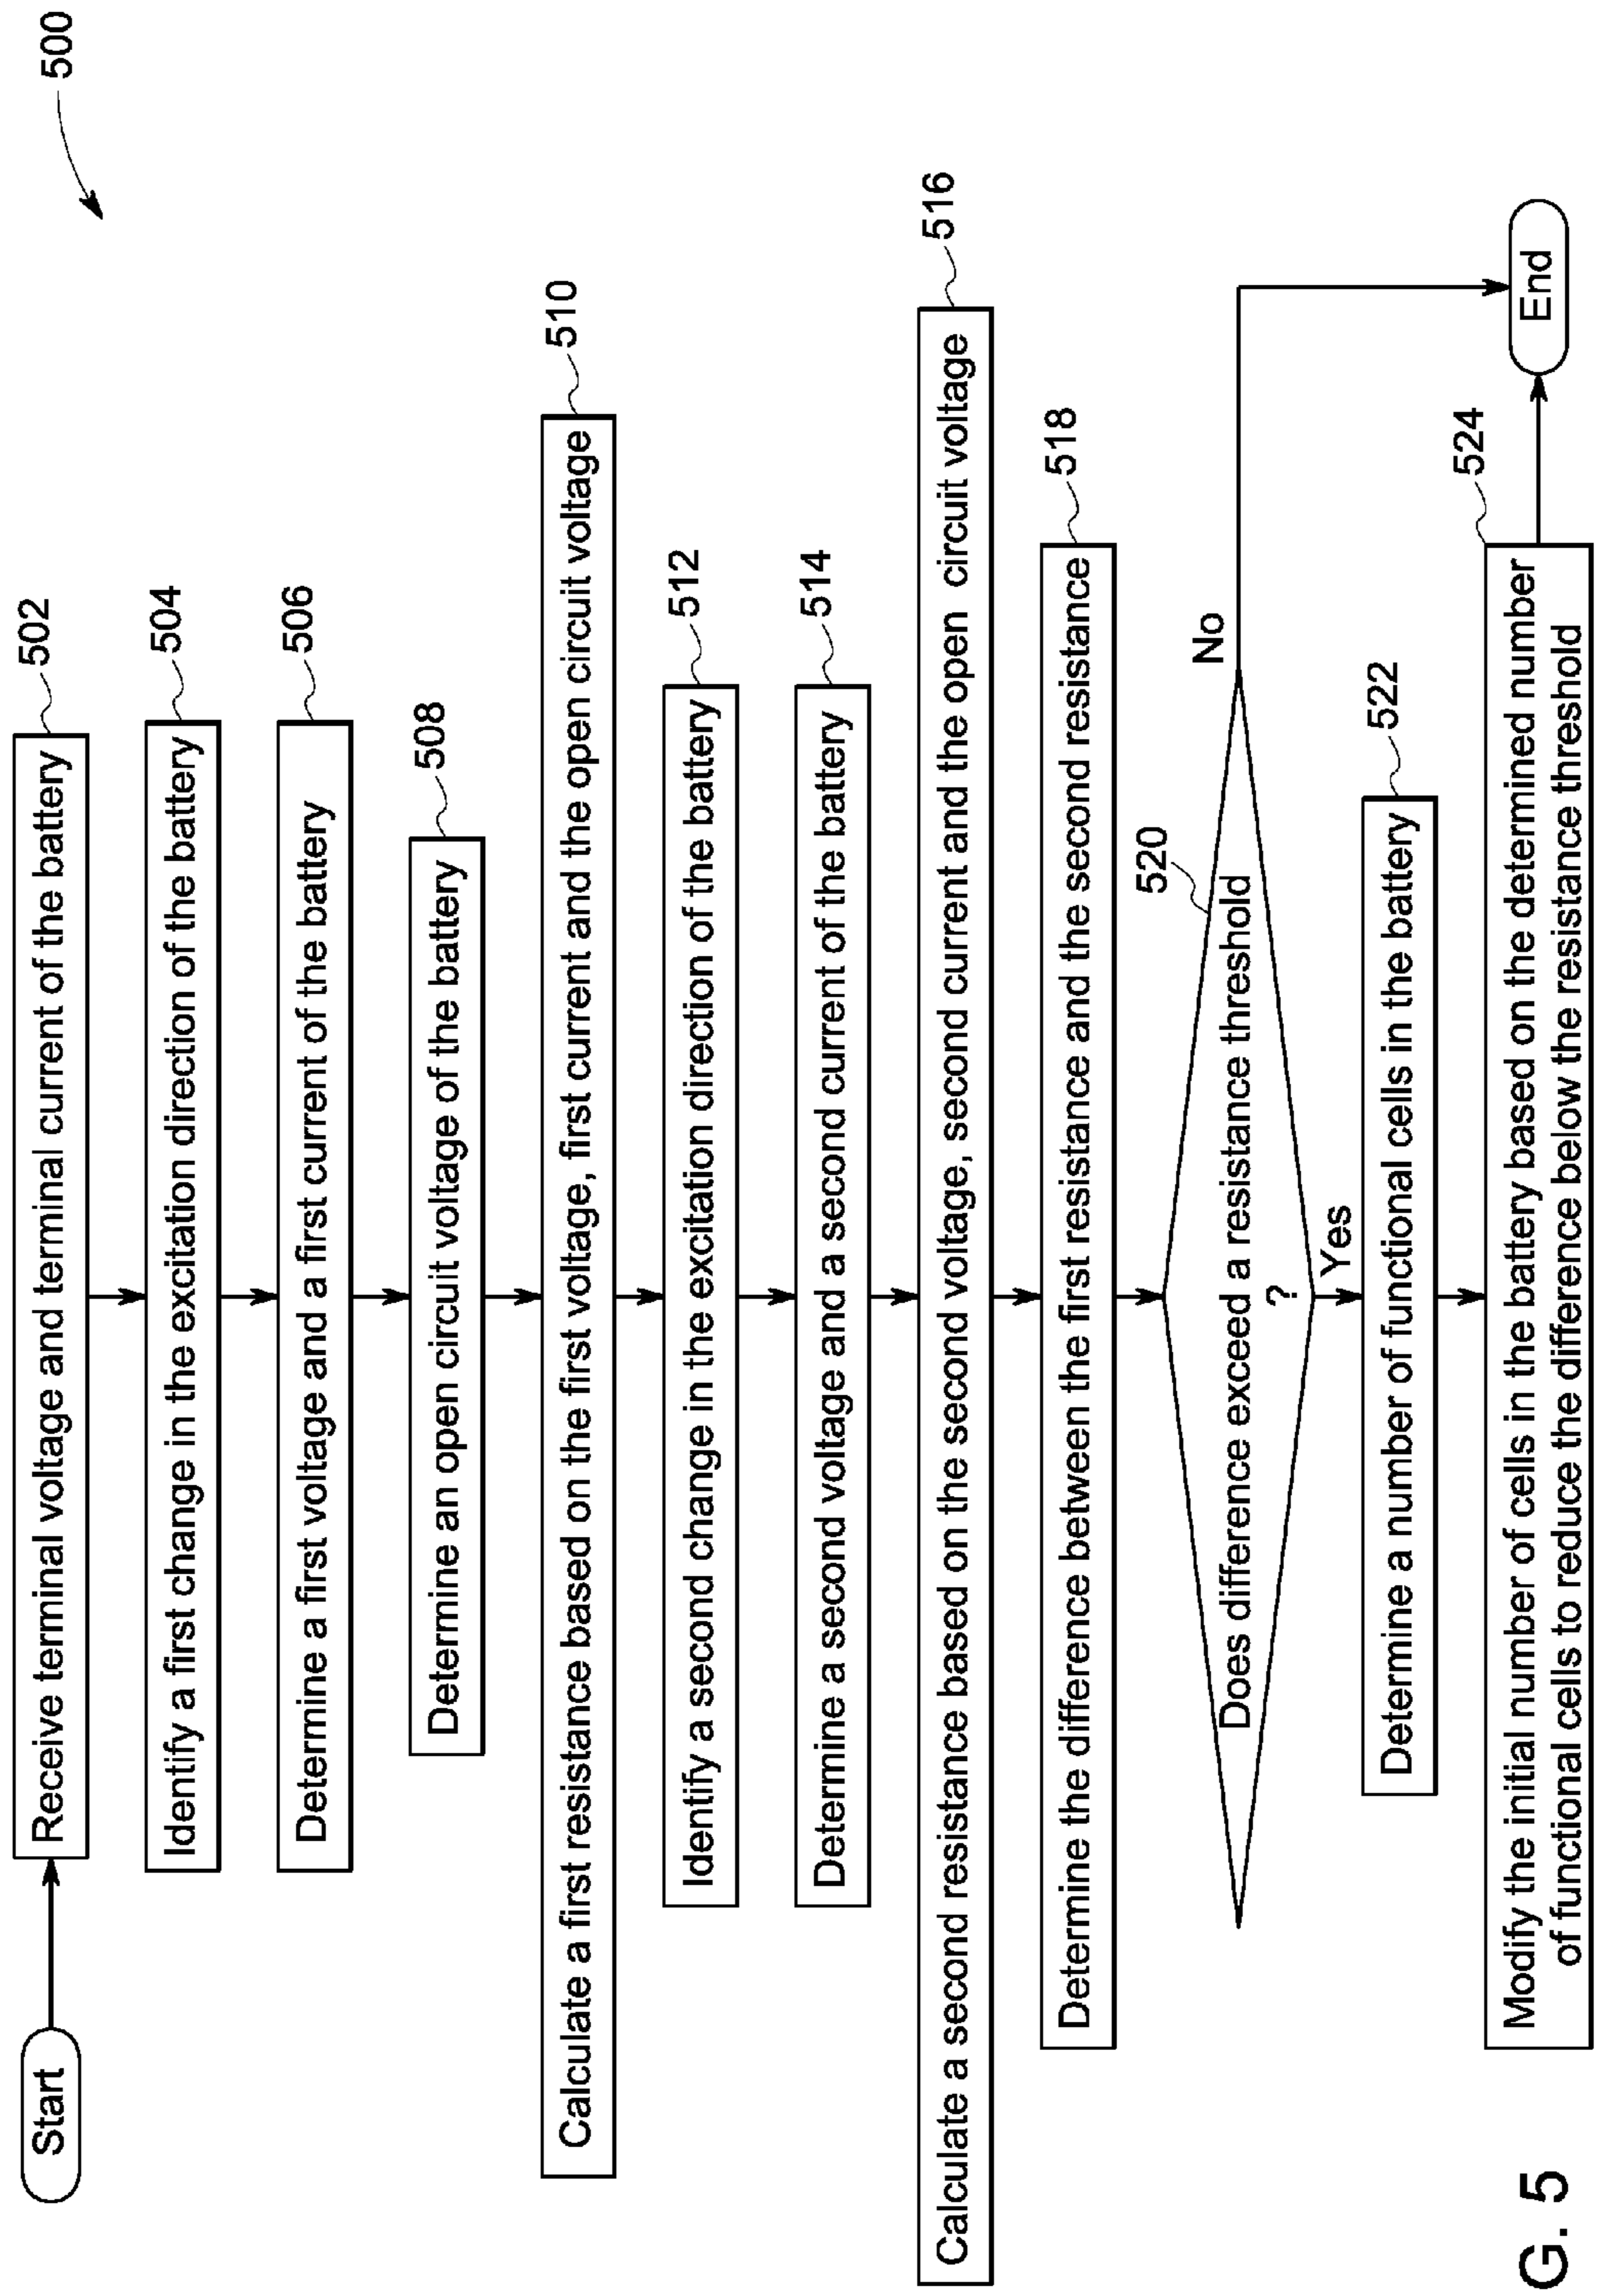 500
Start
Receive terminal voltage and terminal current of the battery
502
Identify a first change in the excitation direction of the battery
504
Determine a first voltage and a first current of the battery
506
Determine an open circuit voltage of the battery
508
Calculate a first resistance based on the first voltage, first current and the open circuit voltage
510
Identify a second change in the excitation direction of the battery
512
Determine a second voltage and a second current of the battery
514
Calculate a second resistance based on the second voltage, second current and the open circuit voltage
516
Determine the difference between the first resistance and the second resistance
518
520
Does difference exceed a resistance threshold
?
No
Yes
Determine a number of functional cells in the battery
522
Modify the initial number of cells in the battery based on the determined number
of functional cells to reduce the difference below the resistance threshold
524
End
G. 5